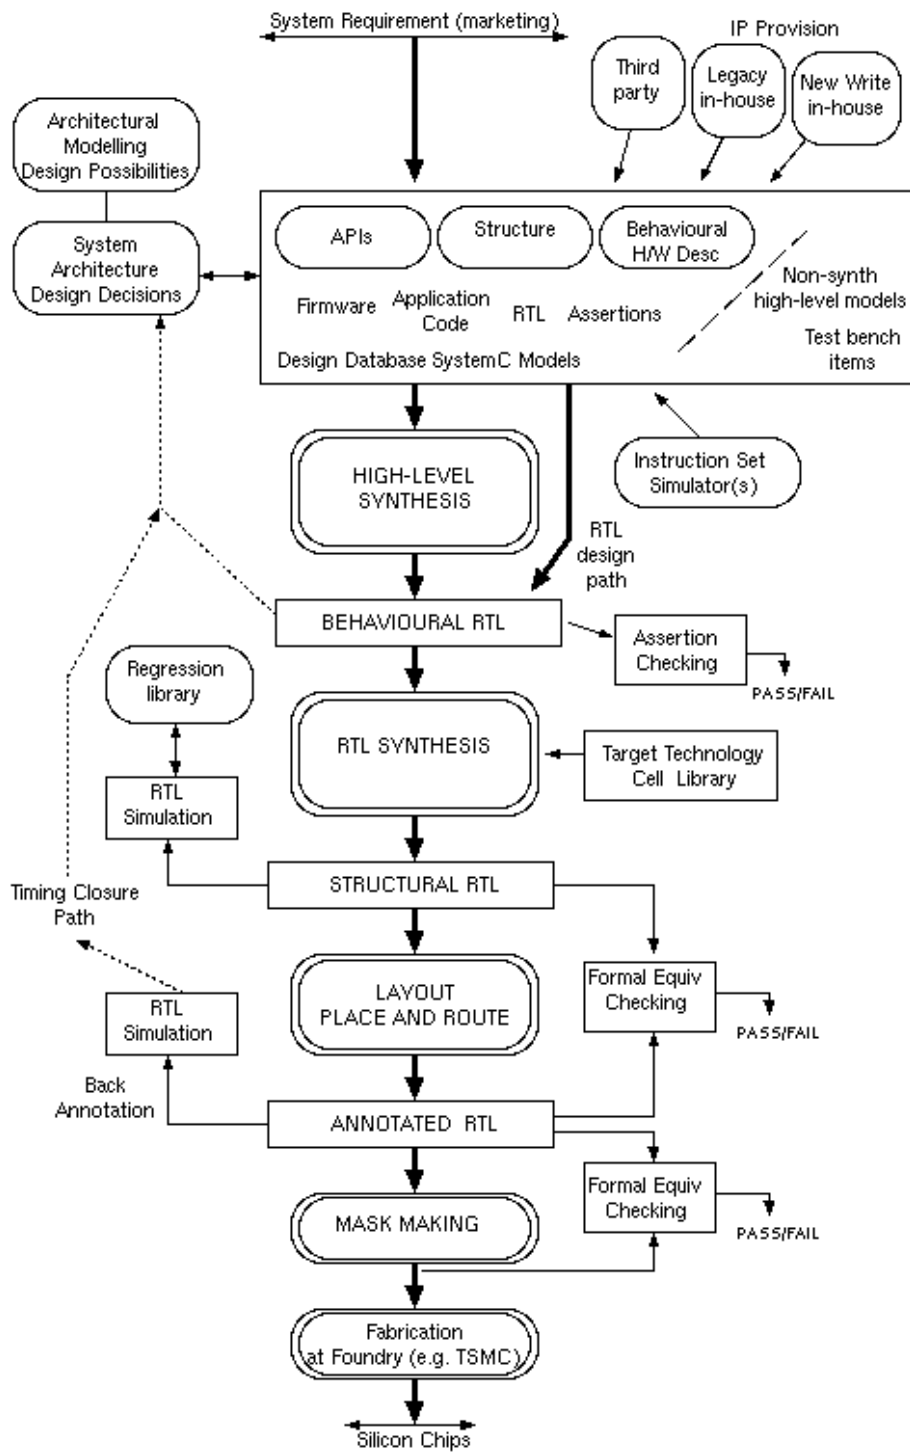 System Requirement (marketing)
IP Provision
Third
party
Legacy
in-house
New Write
in-house
Architectural
Modelling
Design Possibilities
System
Architecture
Design Decisions
APIs
Structure
Behavioural
H/W Desc
Non-synth
high-level models
Firmware
Application
Code
RTL
Assertions
Test bench
items
Design Database SystemC Models
HIGH-LEVEL
SYNTHESIS
Instruction Set
Simulator(s)
RTL
design
path
BEHAVIOURAL RTL
Assertion
Checking
PASS/FAIL
Regression
library
RTL SYNTHESIS
Target Technology
Cell Library
RTL
Simulation
STRUCTURAL RTL
Timing Closure
Path
LAYOUT
PLACE AND ROUTE
Formal Equiv
Checking
PASS/FAIL
RTL
Simulation
Back
Annotation
ANNOTATED RTL
Formal Equiv
Checking
PASS/FAIL
MASK MAKING
Fabrication
at Foundry (e.g. TSMC)
Silicon Chips